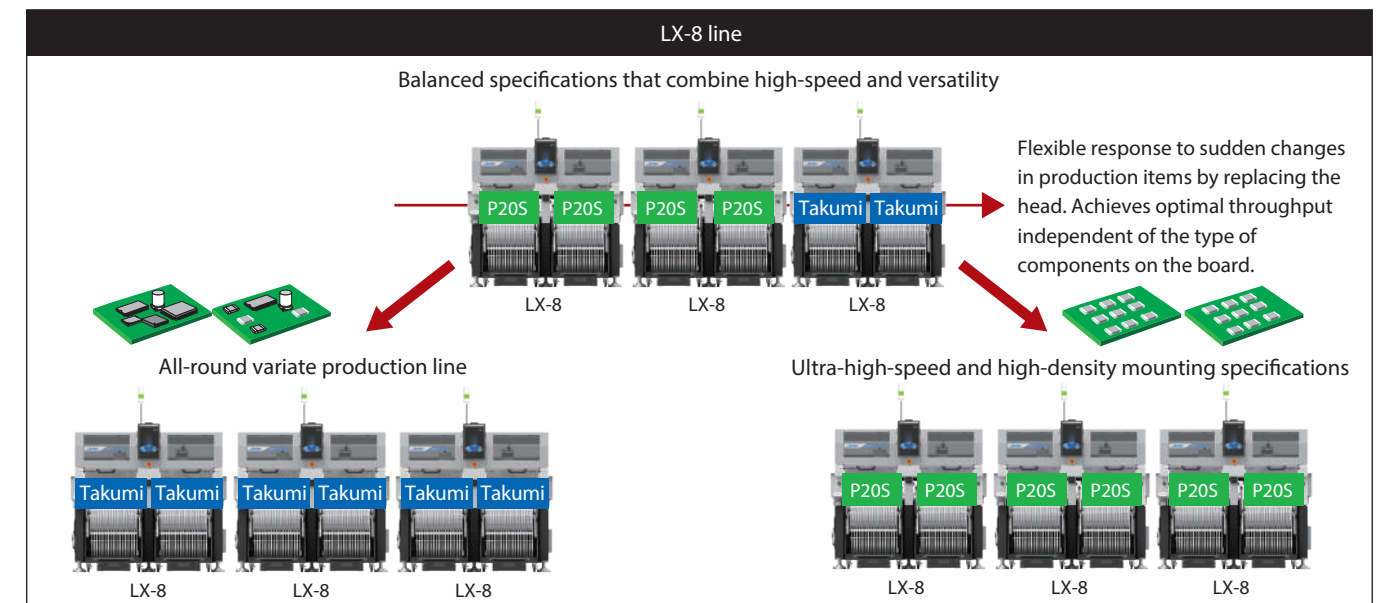 LX-8 line
Balanced specifications that combine high-speed and versatility
Flexible response to sudden changes
in production items by replacing the
head. Achieves optimal throughput
independent of the type of
components on the board.
P20S P20S P20S P20S Takumi Takumi
LX-8 LX-8 LX-8
All-round variate production line
Takumi Takumi Takumi Takumi Takumi Takumi
LX-8 LX-8 LX-8
Ultra-high-speed and high-density mounting specifications
P20S P20S P20S P20S P20S P20S
LX-8 LX-8 LX-8